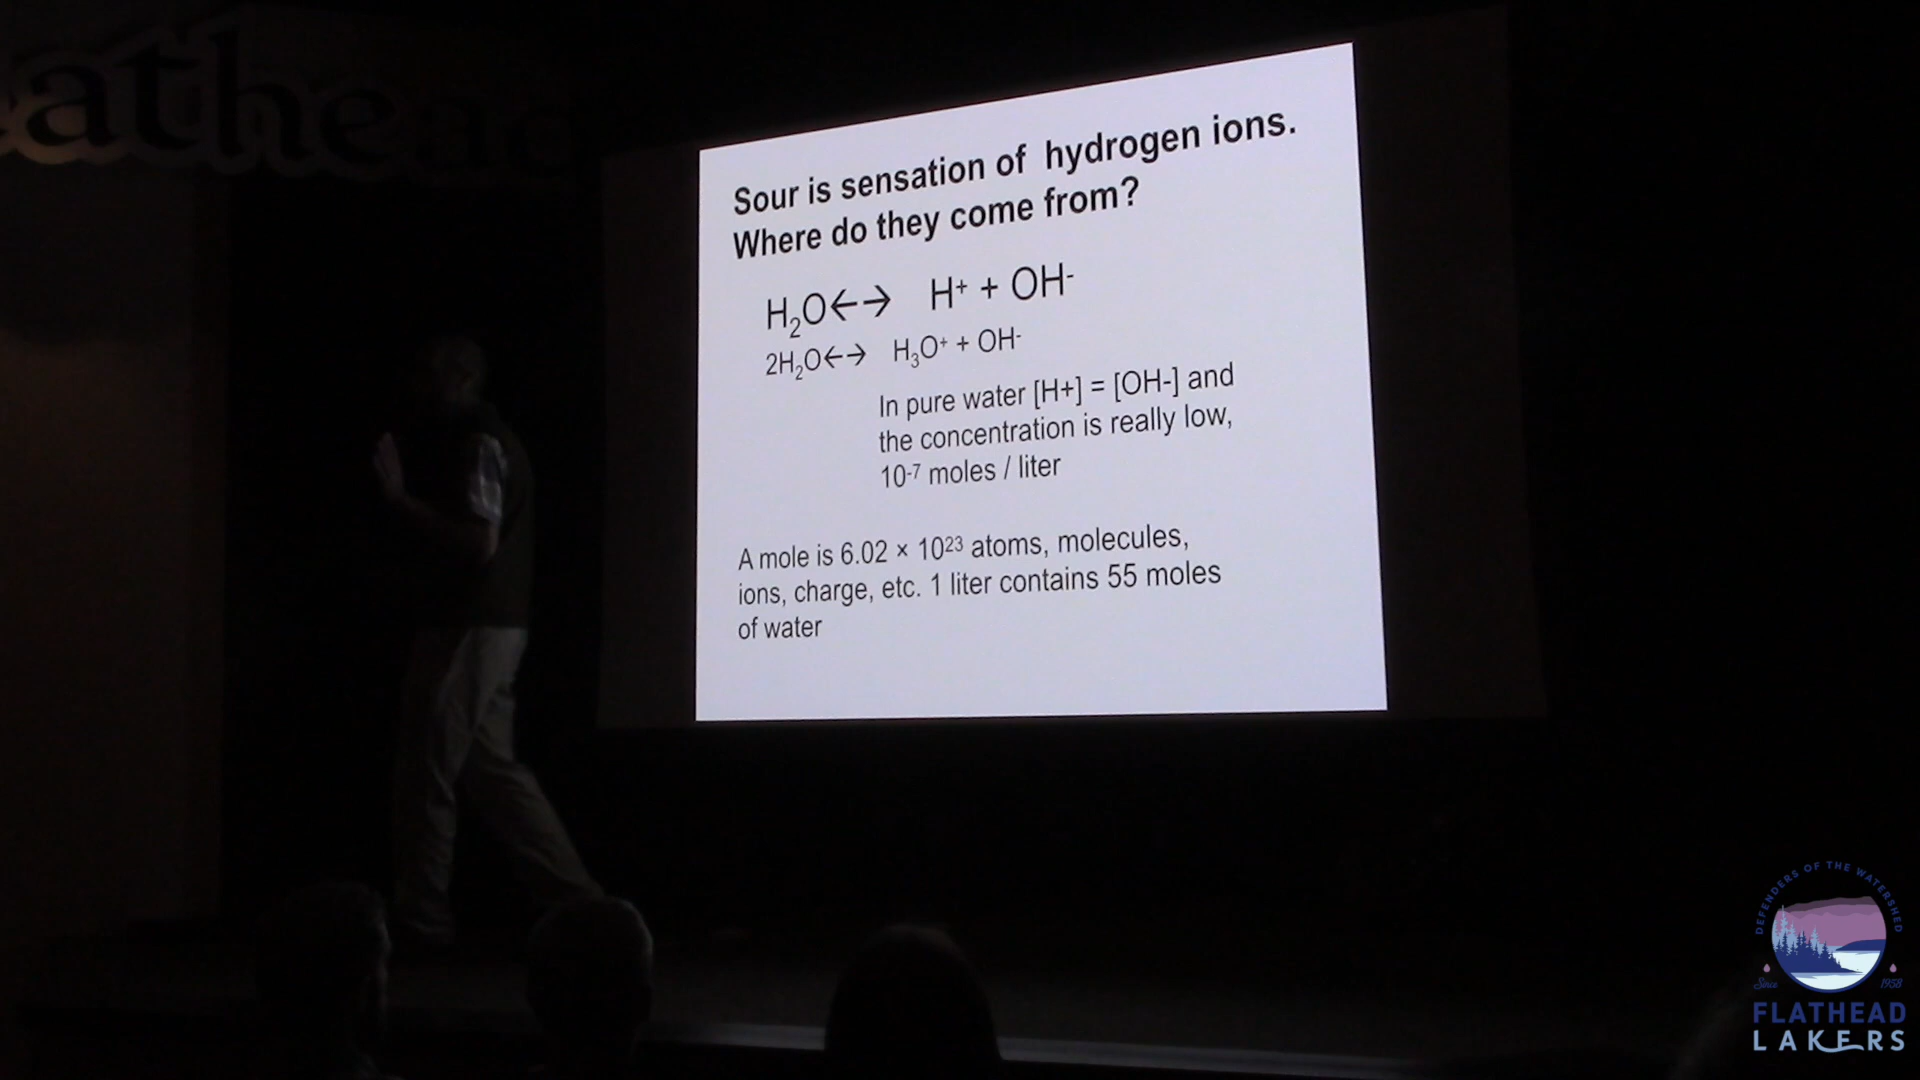 athead
Sour is sensation of hydrogen ions.
Where do they come from?
H₂O←→ H⁺ + OH⁻
2H₂O←→ H₃O⁺ + OH⁻
In pure water [H+] = [OH-] and
the concentration is really low,
10⁻⁷ moles / liter
A mole is 6.02 × 10²³ atoms, molecules,
ions, charge, etc. 1 liter contains 55 moles
of water
DEFENDERS OF THE WATERSHED
Since 1958
FLATHEAD
LAKERS